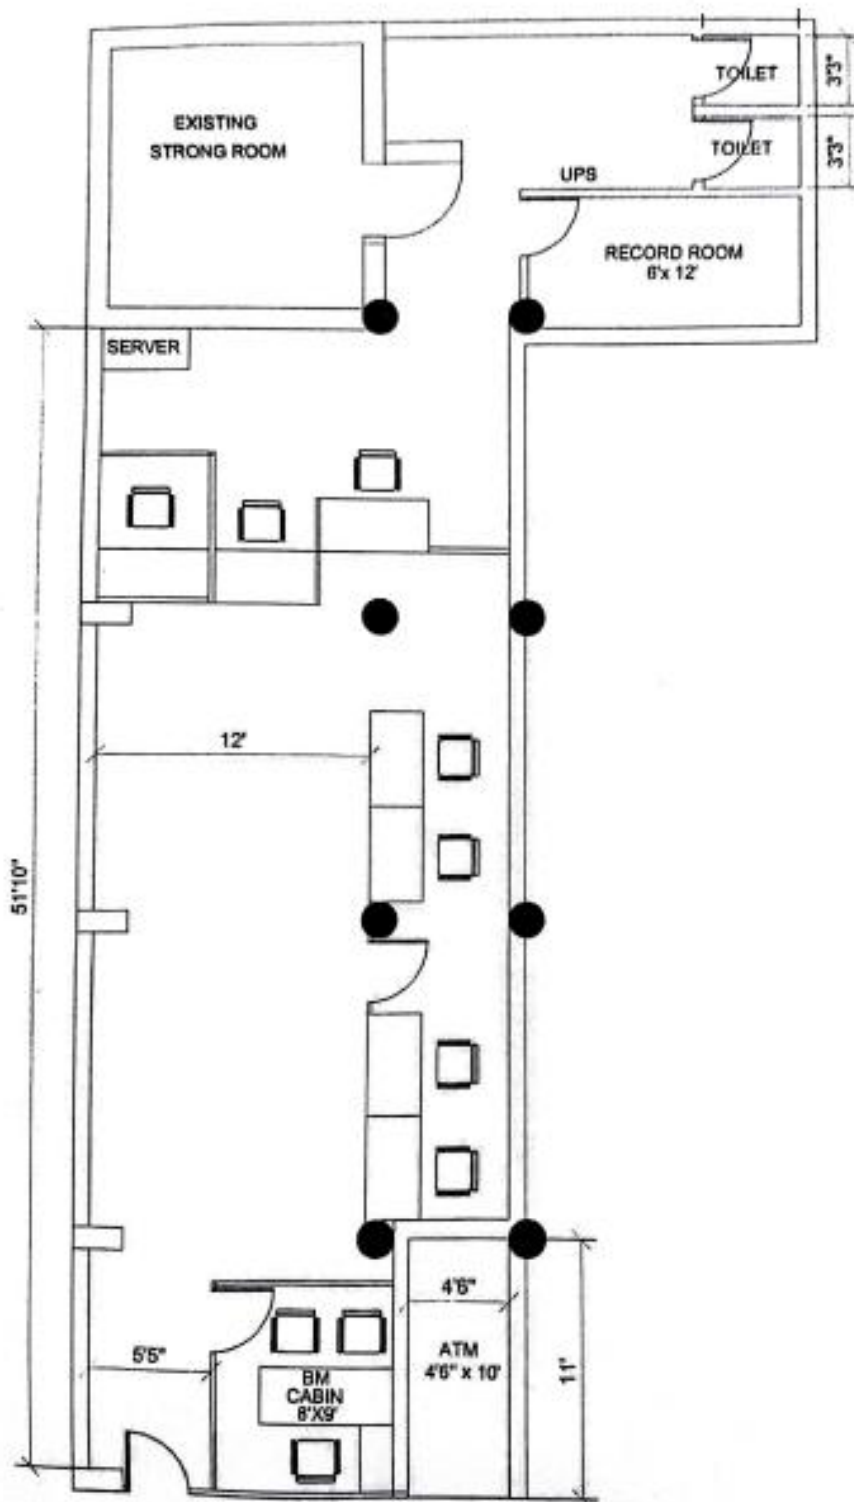 TOILET
3'3"
EXISTING
STRONG ROOM
TOILET
3'3"
UPS
RECORD ROOM
6'x 12'
SERVER
12'
51'10"
4'6"
5'5"
ATM
4'6" x 10'
11'
BM
CABIN
8'X9'